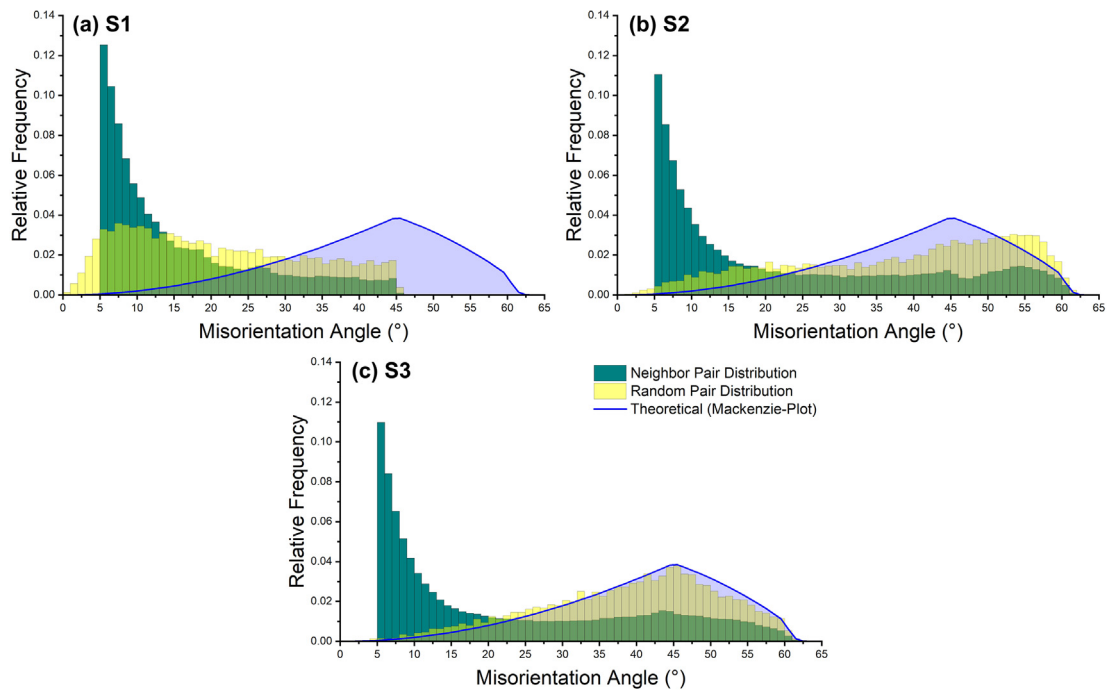 (a) S1
Relative Frequency
0.14
0.12
0.10
0.08
0.06
0.04
0.02
0.00
0 5 10 15 20 25 30 35 40 45 50 55 60 65
Misorientation Angle (°)
(b) S2
Relative Frequency
0.14
0.12
0.10
0.08
0.06
0.04
0.02
0.00
0 5 10 15 20 25 30 35 40 45 50 55 60 65
Misorientation Angle (°)
(c) S3
Relative Frequency
0.14
0.12
0.10
0.08
0.06
0.04
0.02
0.00
0 5 10 15 20 25 30 35 40 45 50 55 60 65
Misorientation Angle (°)
Neighbor Pair Distribution
Random Pair Distribution
Theoretical (Mackenzie-Plot)